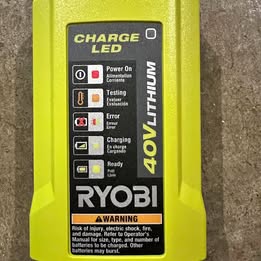 CHARGE
LED
Power On
Alimentation
Corriente
Testing
Évaluer
Evaluación
Error
Erreur
Error
Charging
En charge
Cargando
Ready
Prêt
Listo
40V LITHIUM
RYOBI
WARNING
Risk of injury, electric shock, fire,
and damage. Refer to Operator's
Manual for size, type, and number of
batteries to be charged. Other
batteries may burst.